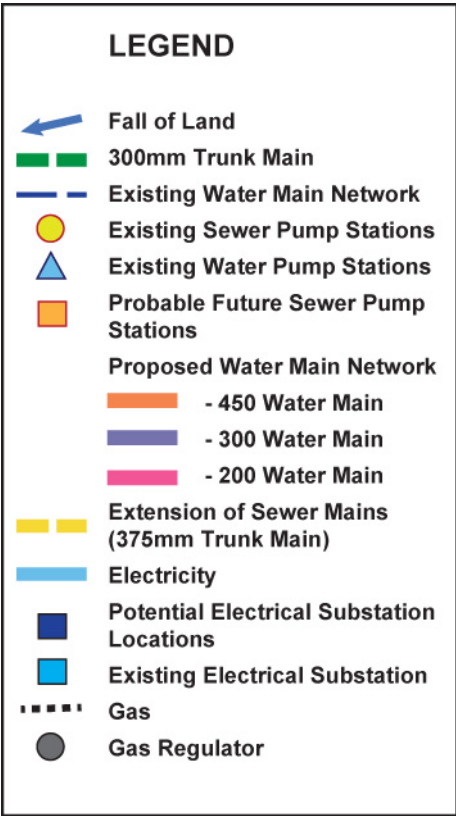 LEGEND
Fall of Land
300mm Trunk Main
Existing Water Main Network
Existing Sewer Pump Stations
Existing Water Pump Stations
Probable Future Sewer Pump
Stations
Proposed Water Main Network
- 450 Water Main
- 300 Water Main
- 200 Water Main
Extension of Sewer Mains
(375mm Trunk Main)
Electricity
Potential Electrical Substation
Locations
Existing Electrical Substation
Gas
Gas Regulator